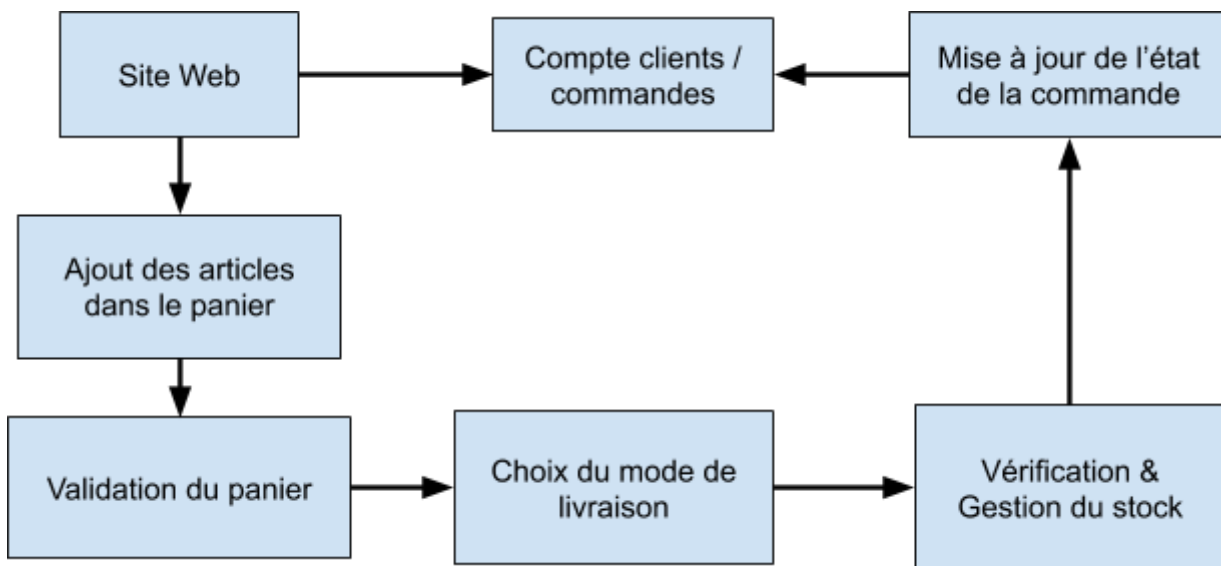 Site Web
Compte clients /
commandes
Mise à jour de l’état
de la commande
Ajout des articles
dans le panier
Validation du panier
Choix du mode de
livraison
Vérification &
Gestion du stock